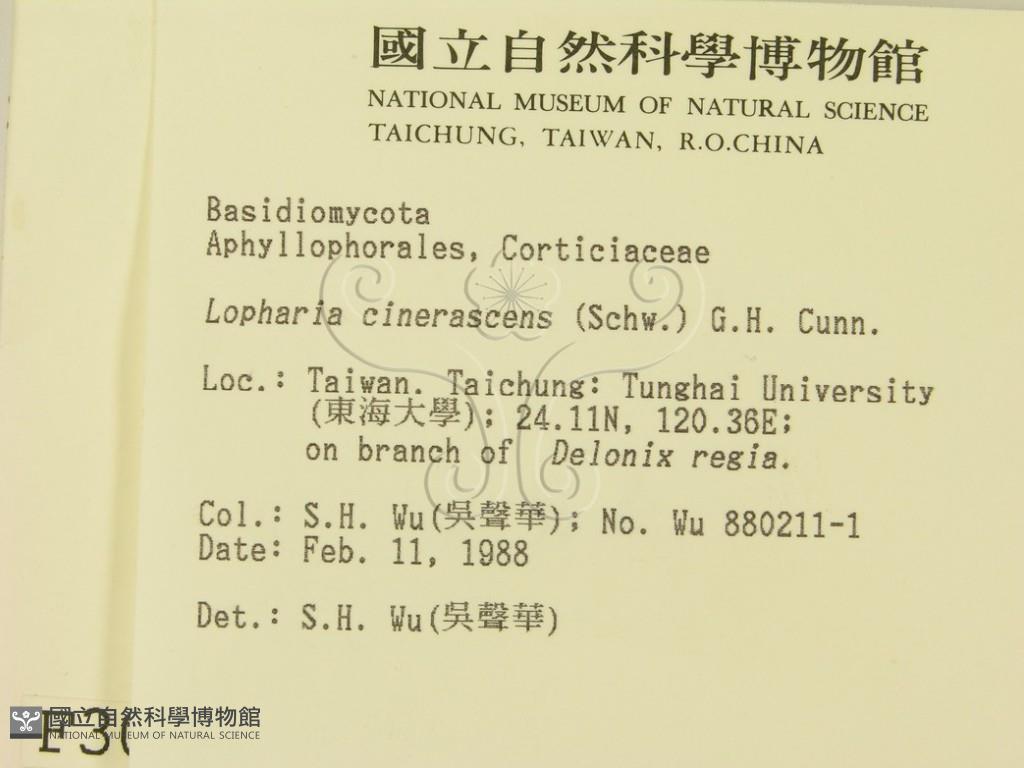 國立自然科學博物館
NATIONAL MUSEUM OF NATURAL SCIENCE
TAICHUNG, TAIWAN, R.O.CHINA
Basidiomycota
Aphyllophorales, Corticiaceae
Lopharia cinerascens (Schw.) G.H. Cunn.
Loc.: Taiwan. Taichung: Tunghai University
(東海大學); 24.11N, 120.36E;
on branch of Delonix regia.
Col.: S.H. Wu(吳聲華); No. Wu 880211-1
Date: Feb. 11, 1988
Det.: S.H. Wu(吳聲華)
國立自然科學博物館
NATIONAL MUSEUM OF NATURAL SCIENCE